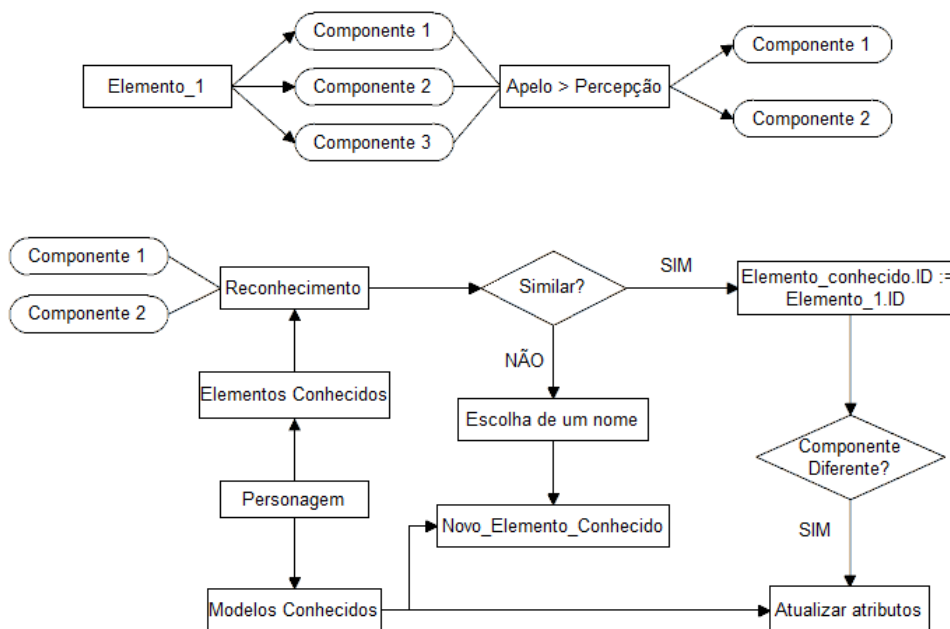 Componente 1
Componente 1
Elemento_1
Componente 2
Apelo > Percepção
Componente 2
Componente 3
Componente 1
SIM
Elemento_conhecido.ID :=
Elemento_1.ID
Reconhecimento
Similar?
Componente 2
NÃO
Elementos Conhecidos
Escolha de um nome
Componente
Diferente?
Personagem
Novo_Elemento_Conhecido
SIM
Modelos Conhecidos
Atualizar atributos